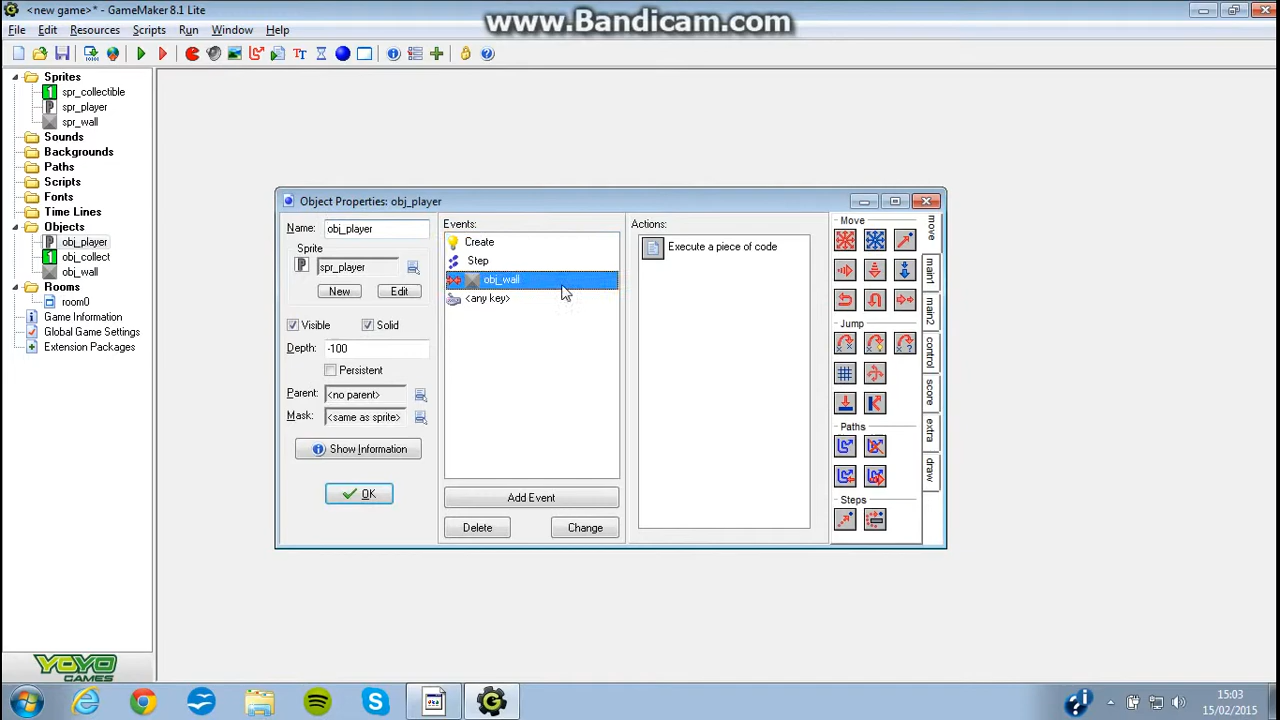 <new game>* - GameMaker 8.1 Lite
www.Bandicam.com
File Edit Resources Scripts Run Window Help
Sprites
spr_collectible
spr_player
spr_wall
Sounds
Backgrounds
Paths
Scripts
Fonts
Time Lines
Objects
obj_player
obj_collect
obj_wall
Rooms
room0
Game Information
Global Game Settings
Extension Packages
Object Properties: obj_player
Name: obj_player
Sprite
spr_player
New Edit
Visible Solid
Depth: -100
Persistent
Parent: <no parent>
Mask: <same as sprite>
Show Information
OK
Events:
Create
Step
obj_wall
<any key>
Add Event
Delete Change
Actions:
Execute a piece of code
Move
Jump
Paths
Steps
move
main1
main2
control
score
extra
draw
YOYO
GAMES
15:03
15/02/2015